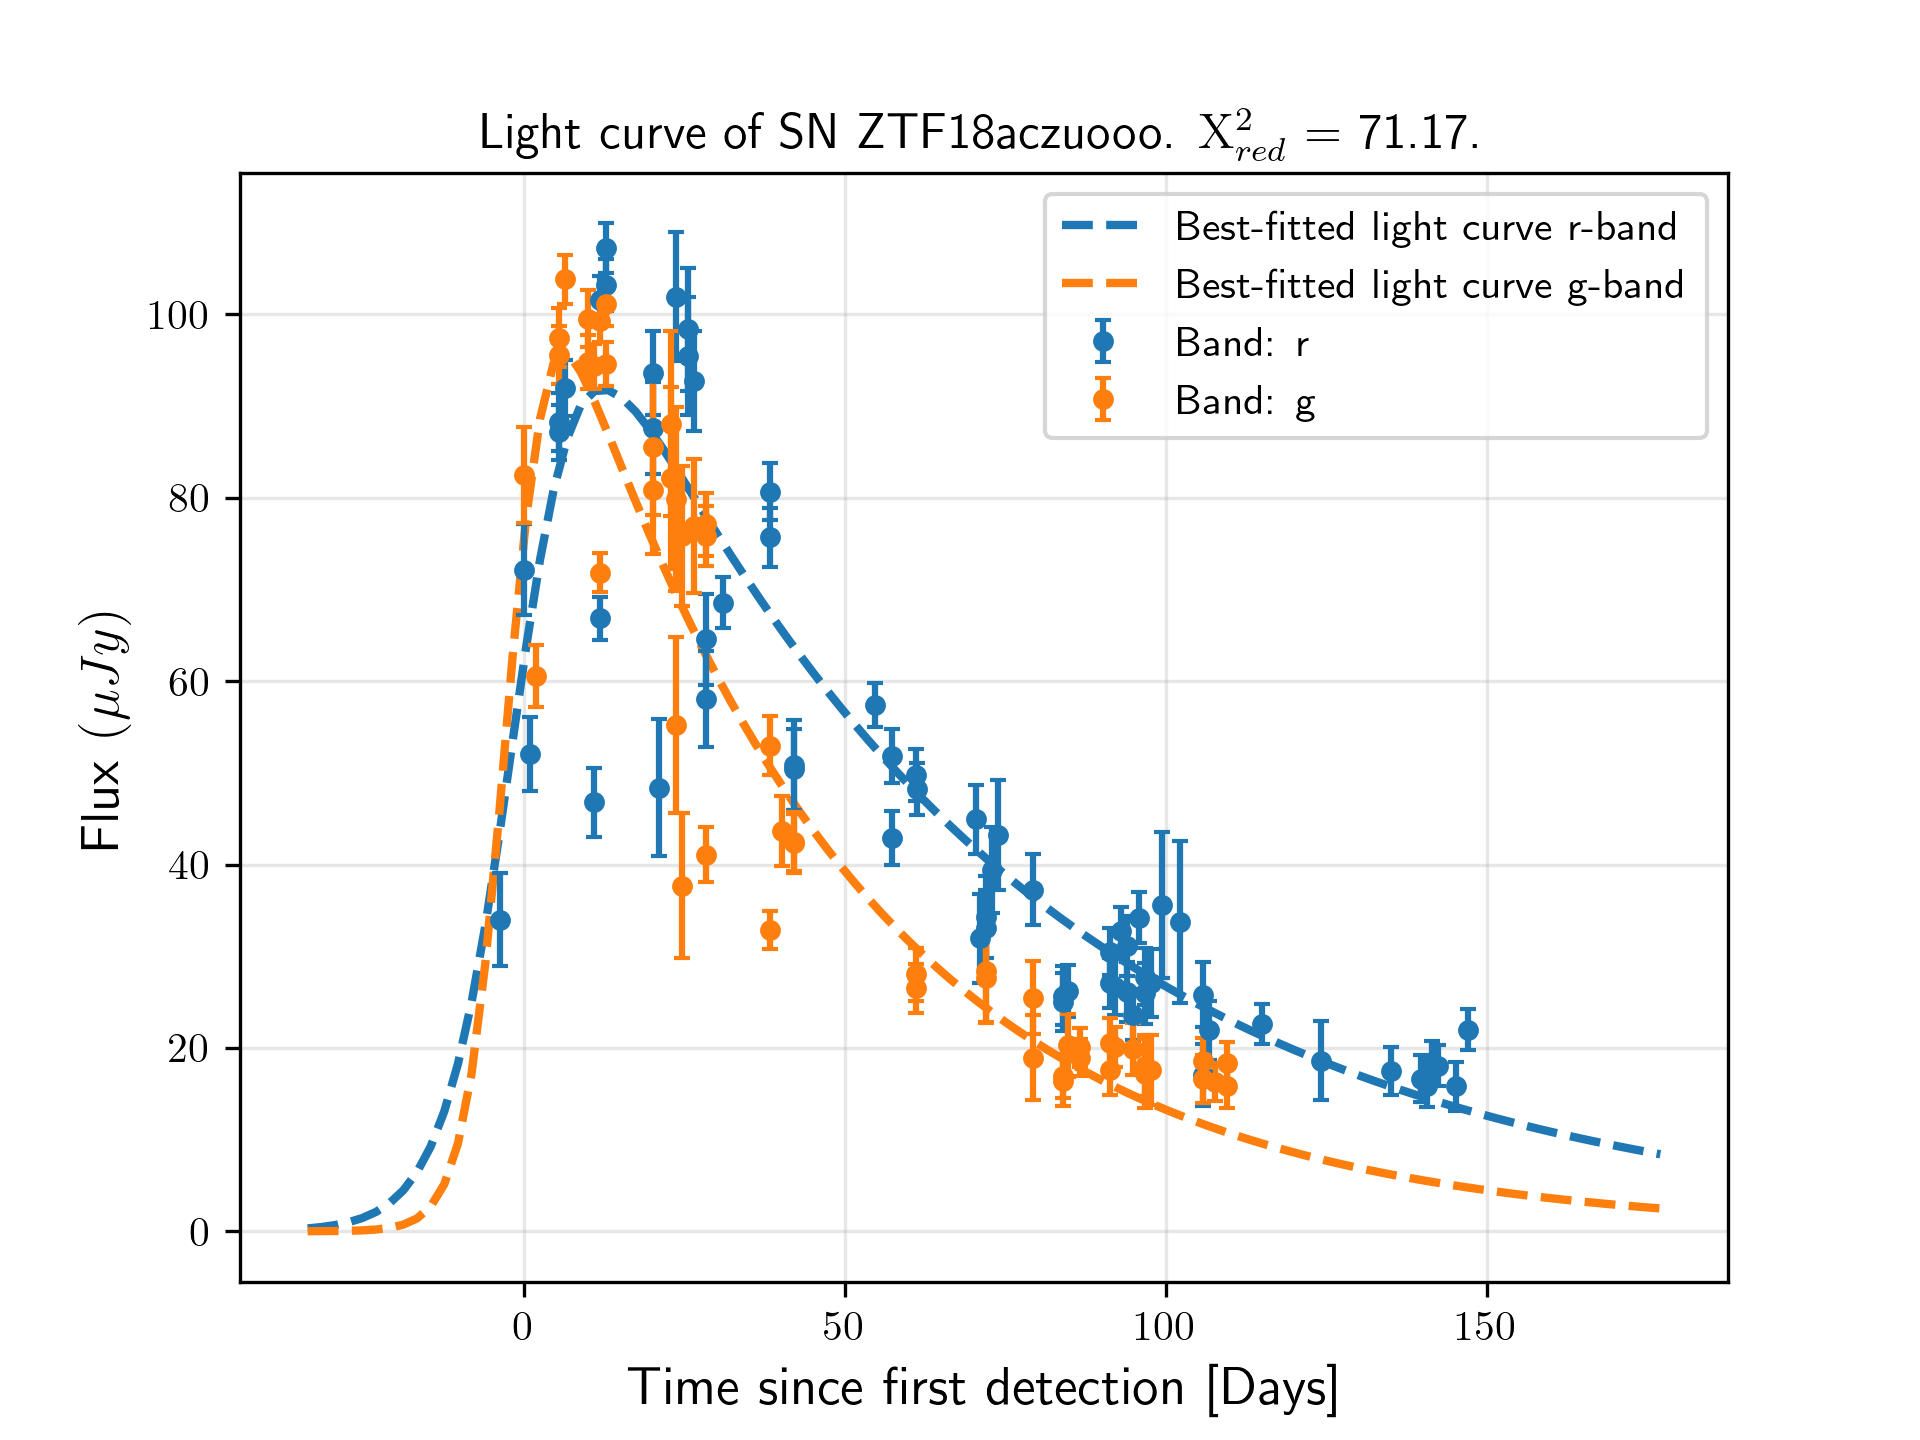 Light curve of SN ZTF18aczuooo. X²_red = 71.17.
Best-fitted light curve r-band
Best-fitted light curve g-band
Band: r
Band: g
Flux (μJy)
100
80
60
40
20
0
0 50 100 150
Time since first detection [Days]